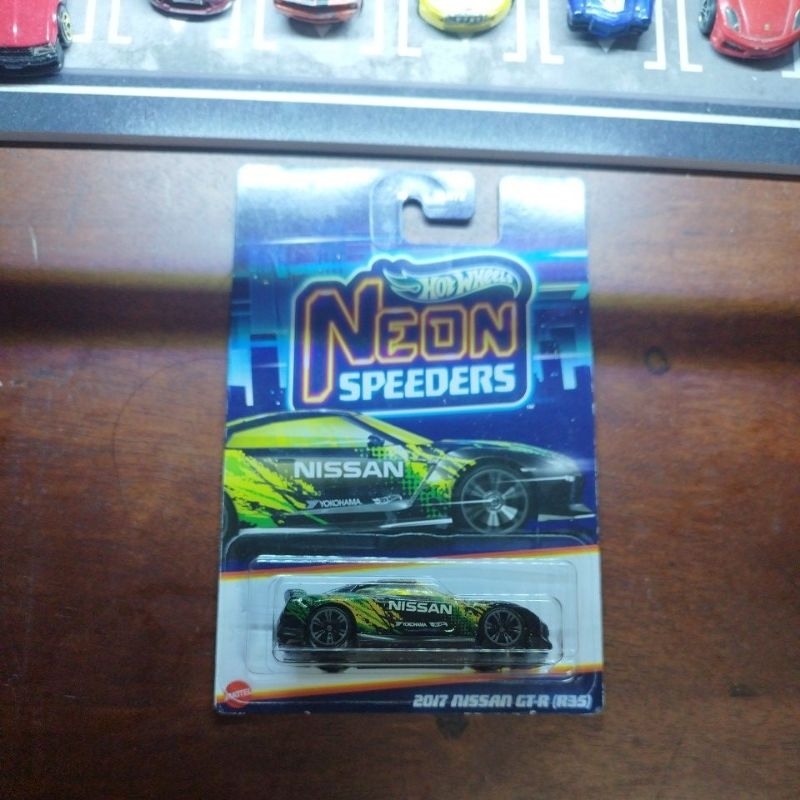 Hot Wheels
NEON
SPEEDERS
NISSAN
YOKOHAMA
NISSAN
YOKOHAMA
MATTEL
2017 NISSAN GT-R (R35)